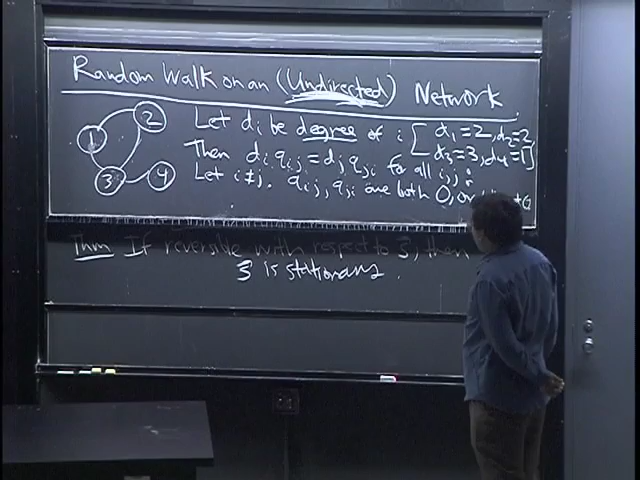 Random Walk on an (Undirected) Network
1
2
3
4
Let di be degree of i [d1=2, d2=2
d3=3, d4=1]
Then di qij = dj qji for all i,j:
Let i≠j. qij, qji are both 0, or
Thm If reversible with respect to s, then
s is stationary.